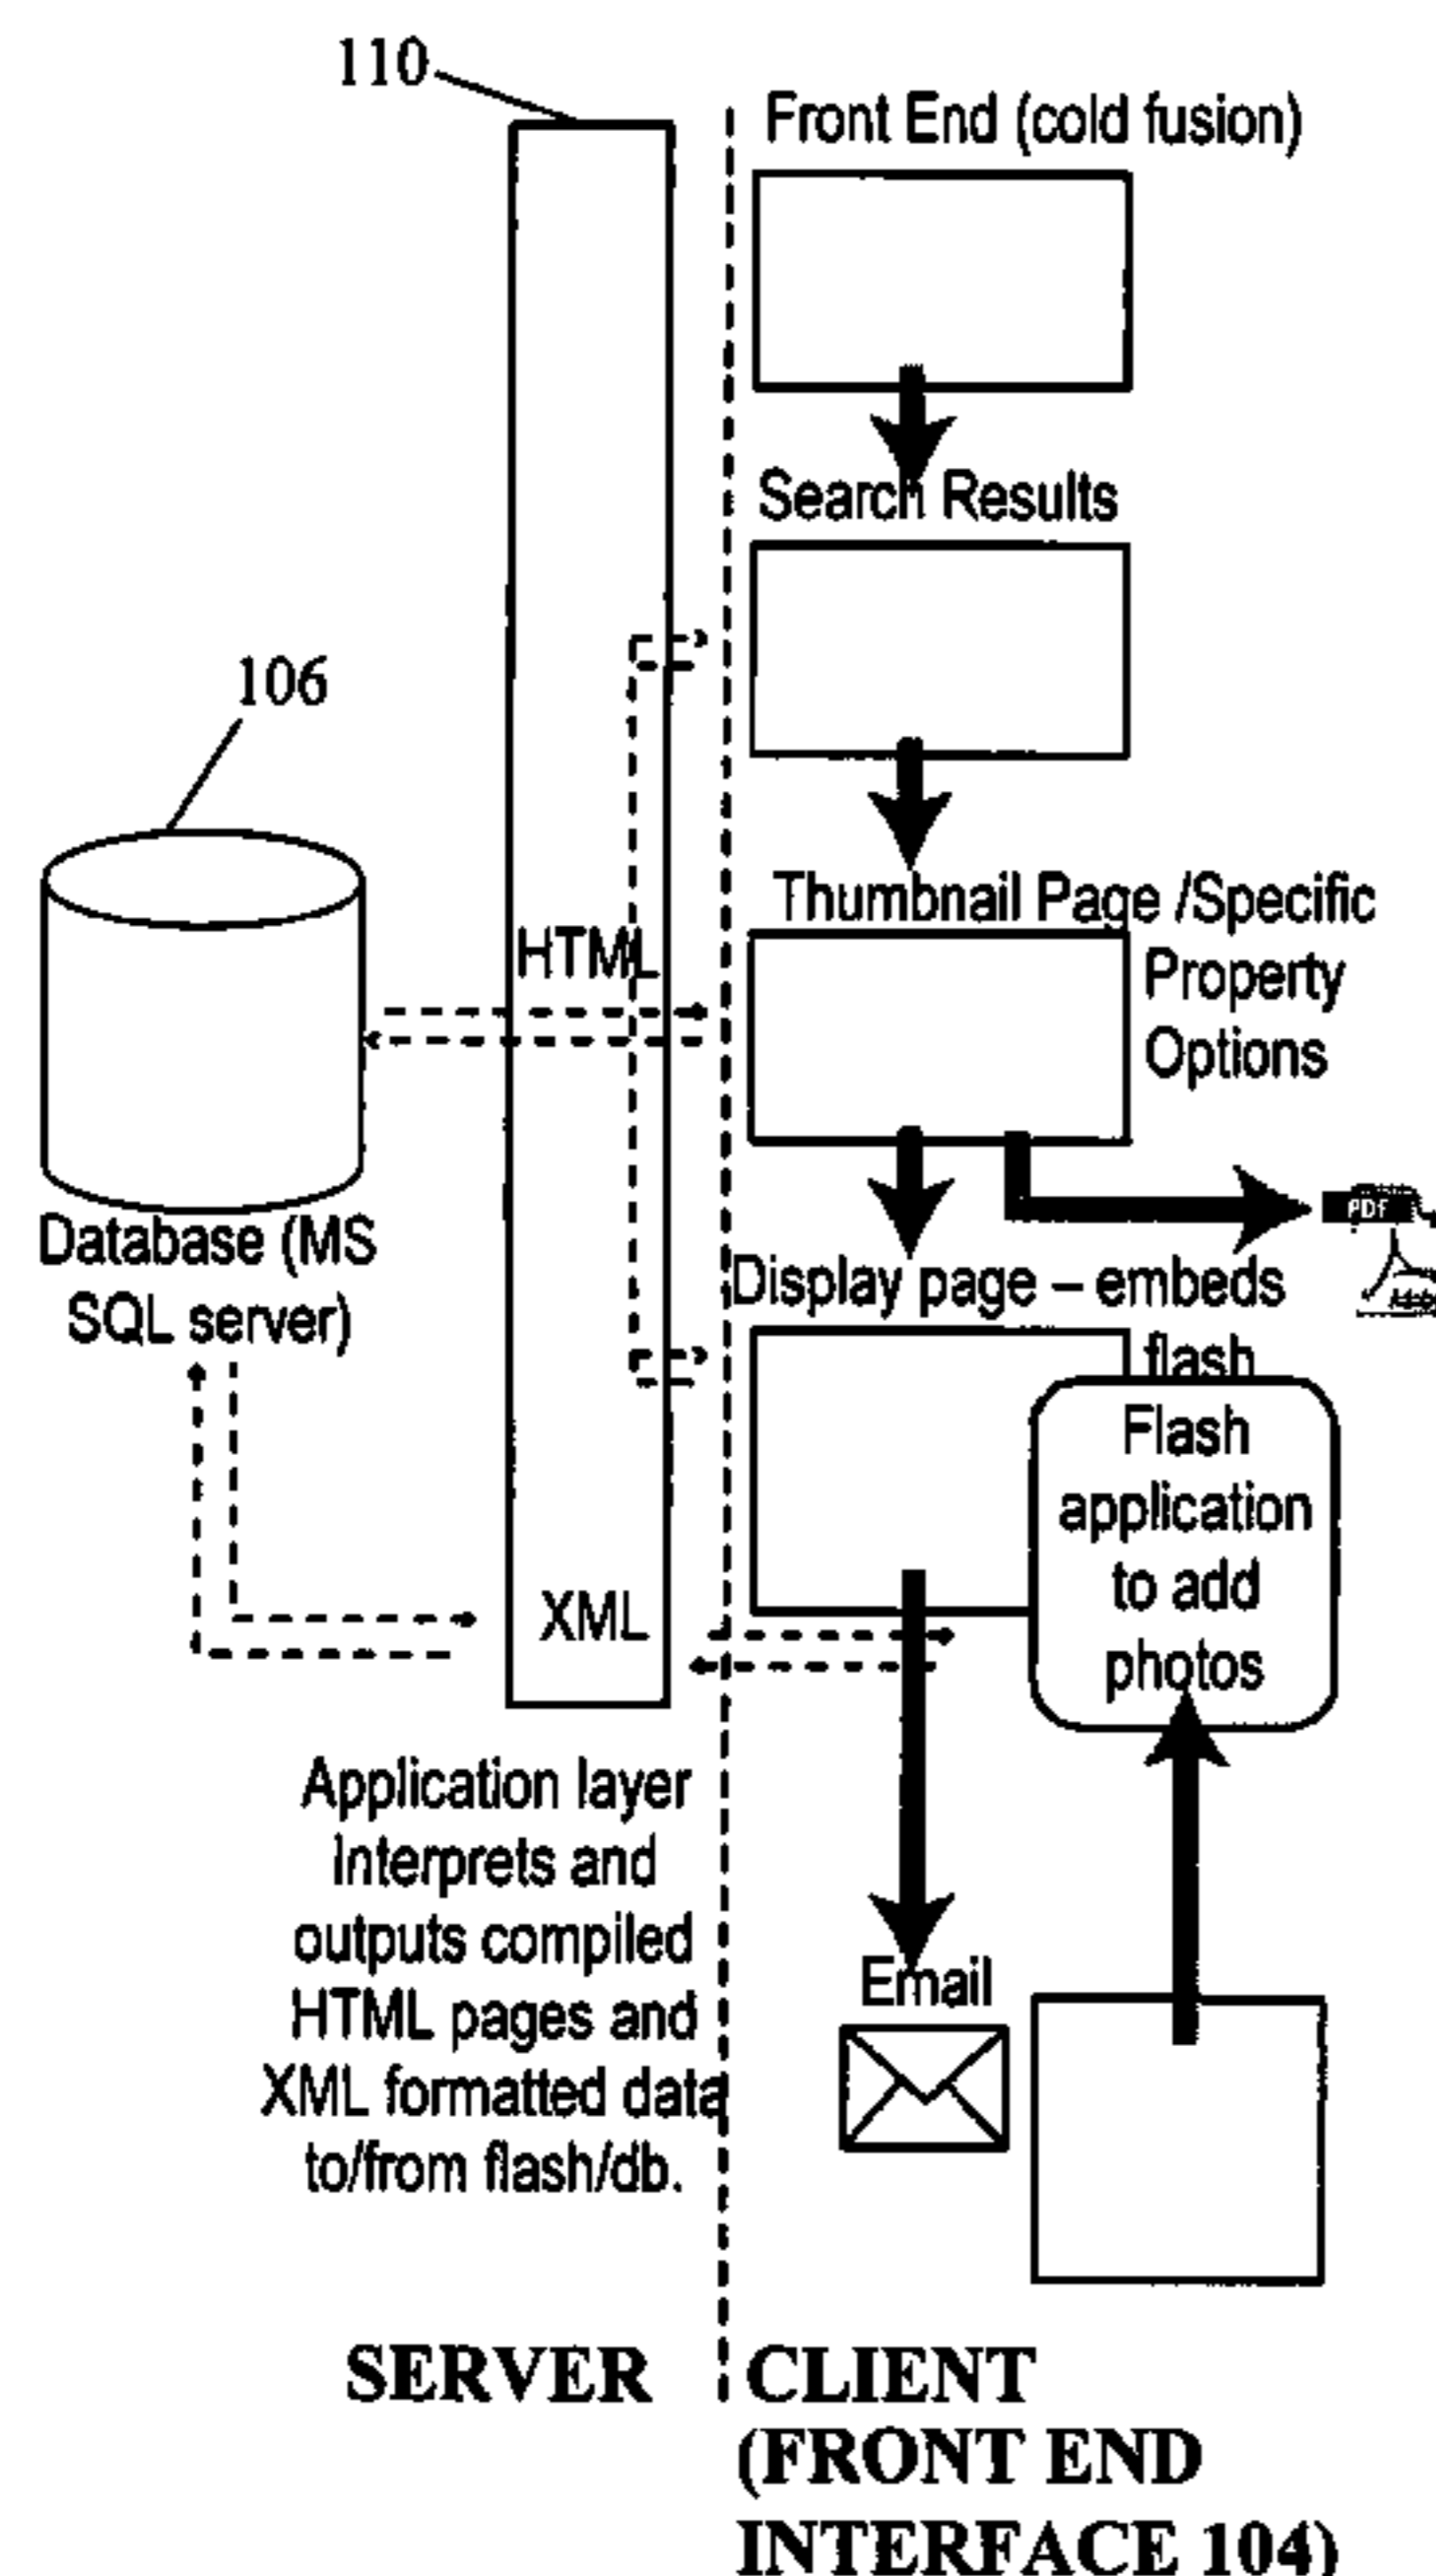 110
Front End (cold fusion)
Search Results
106
Thumbnail Page /Specific
Property
Options
HTML
PDF
Database (MS
SQL server)
Display page – embeds
flash
Flash
application
to add
photos
XML
Application layer
Interprets and
outputs compiled
HTML pages and
XML formatted data
to/from flash/db.
Email
SERVER
CLIENT
(FRONT END
INTERFACE 104)